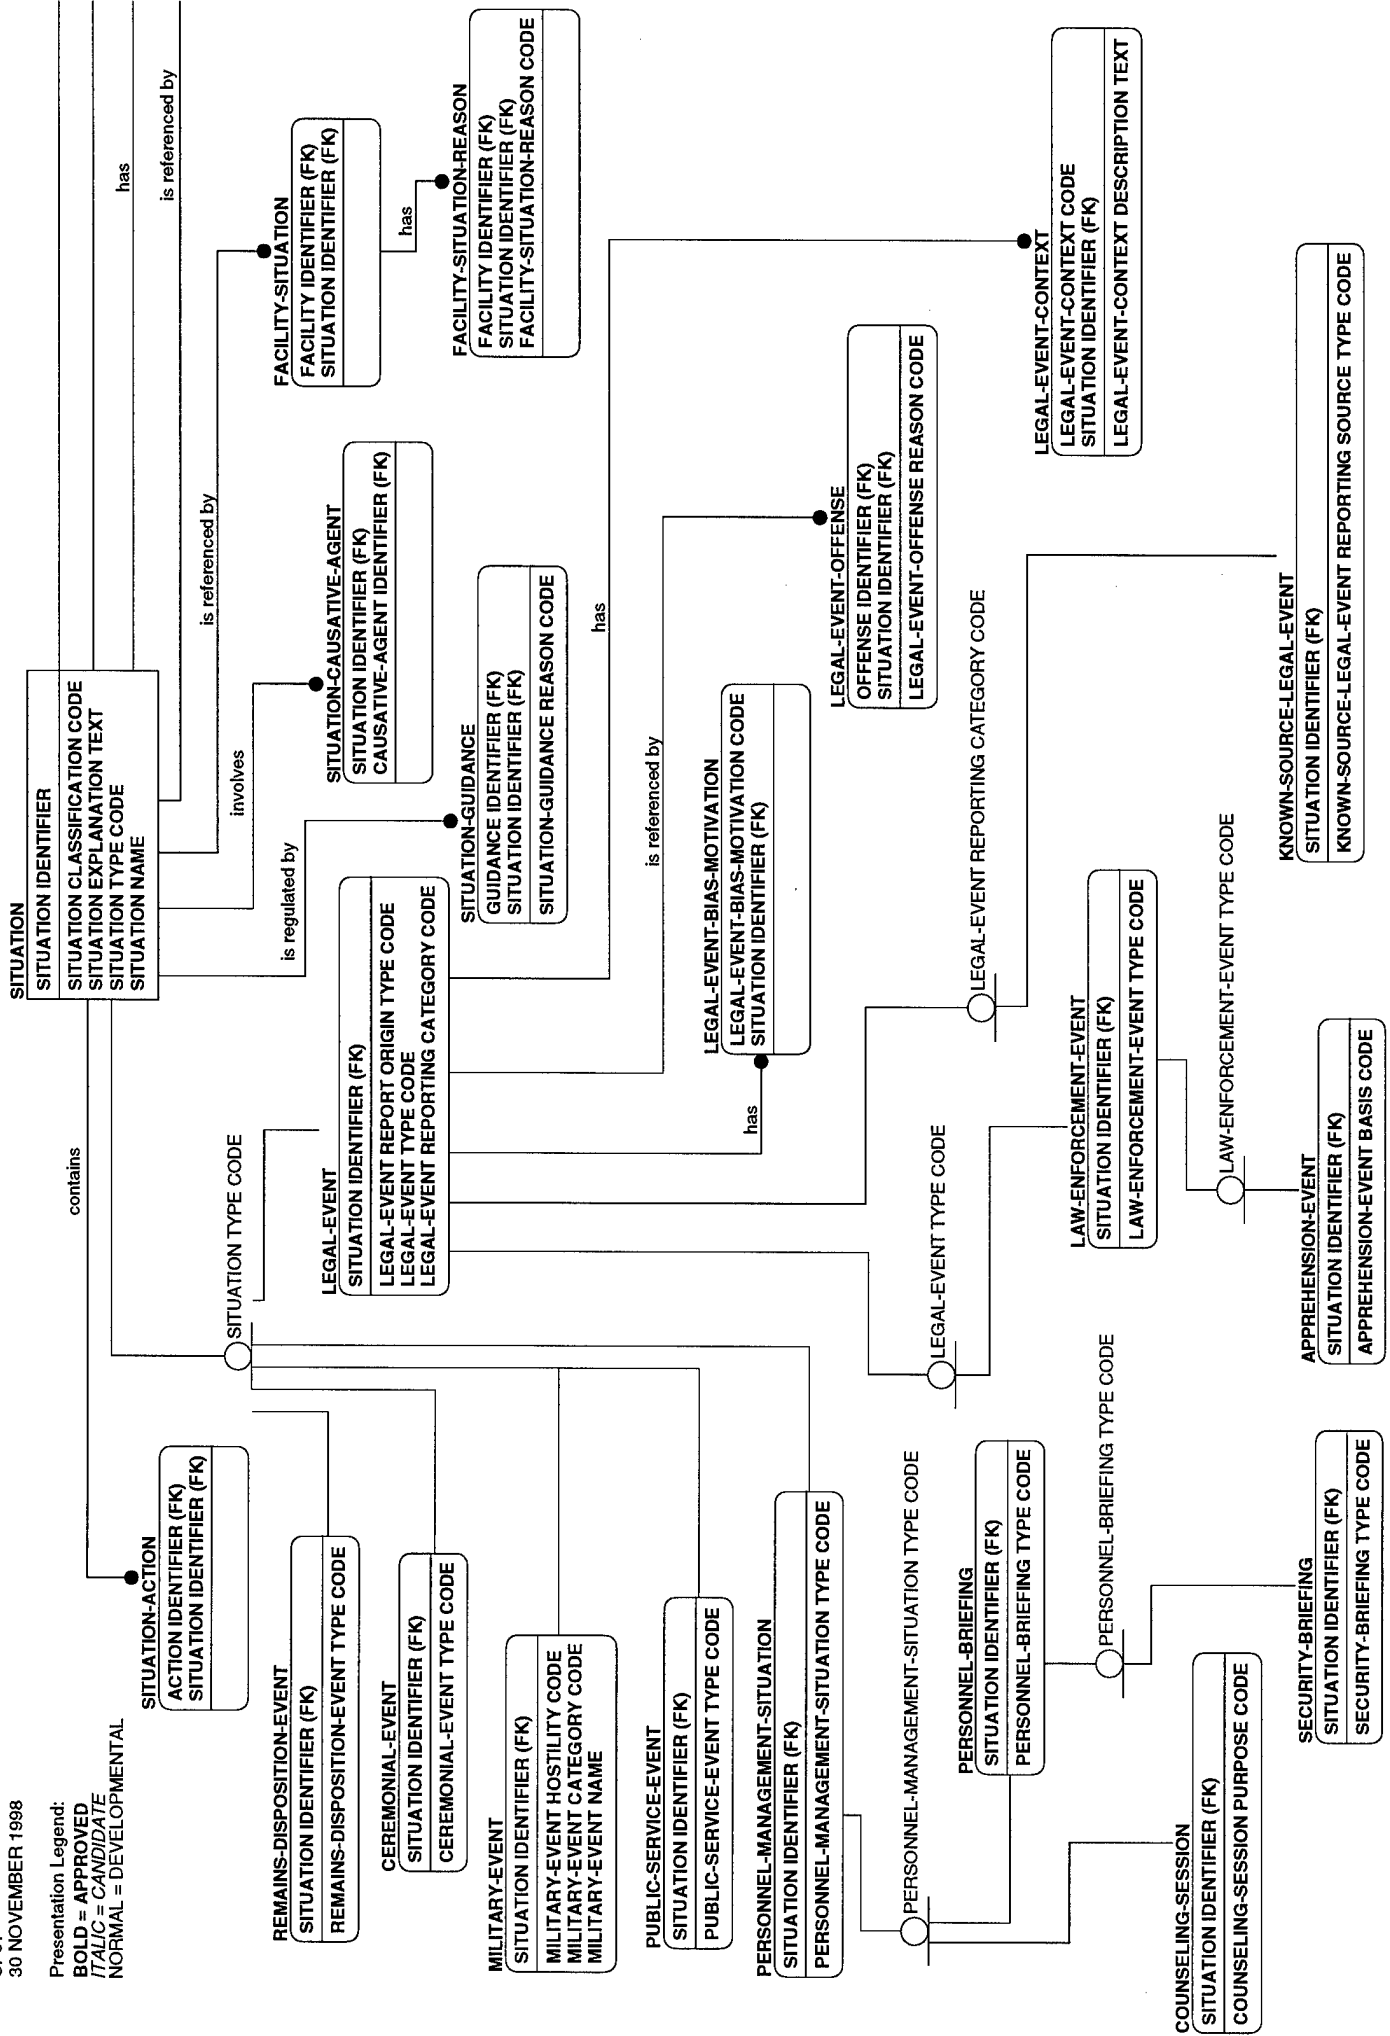 30 NOVEMBER 1998
Presentation Legend:
BOLD = APPROVED
ITALIC = CANDIDATE
NORMAL = DEVELOPMENTAL
SITUATION
SITUATION IDENTIFIER
SITUATION CLASSIFICATION CODE
SITUATION EXPLANATION TEXT
SITUATION TYPE CODE
SITUATION NAME
contains
has
is referenced by
is referenced by
involves
is regulated by
SITUATION-ACTION
ACTION IDENTIFIER (FK)
SITUATION IDENTIFIER (FK)
SITUATION TYPE CODE
FACILITY-SITUATION
FACILITY IDENTIFIER (FK)
SITUATION IDENTIFIER (FK)
has
FACILITY-SITUATION-REASON
FACILITY IDENTIFIER (FK)
SITUATION IDENTIFIER (FK)
FACILITY-SITUATION-REASON CODE
SITUATION-CAUSATIVE-AGENT
SITUATION IDENTIFIER (FK)
CAUSATIVE-AGENT IDENTIFIER (FK)
SITUATION-GUIDANCE
GUIDANCE IDENTIFIER (FK)
SITUATION IDENTIFIER (FK)
SITUATION-GUIDANCE REASON CODE
REMAINS-DISPOSITION-EVENT
SITUATION IDENTIFIER (FK)
REMAINS-DISPOSITION-EVENT TYPE CODE
LEGAL-EVENT
SITUATION IDENTIFIER (FK)
LEGAL-EVENT REPORT ORIGIN TYPE CODE
LEGAL-EVENT TYPE CODE
LEGAL-EVENT REPORTING CATEGORY CODE
CEREMONIAL-EVENT
SITUATION IDENTIFIER (FK)
CEREMONIAL-EVENT TYPE CODE
MILITARY-EVENT
SITUATION IDENTIFIER (FK)
MILITARY-EVENT HOSTILITY CODE
MILITARY-EVENT CATEGORY CODE
MILITARY-EVENT NAME
has
is referenced by
has
PUBLIC-SERVICE-EVENT
SITUATION IDENTIFIER (FK)
PUBLIC-SERVICE-EVENT TYPE CODE
LEGAL-EVENT-BIAS-MOTIVATION
LEGAL-EVENT-BIAS-MOTIVATION CODE
SITUATION IDENTIFIER (FK)
PERSONNEL-MANAGEMENT-SITUATION
SITUATION IDENTIFIER (FK)
PERSONNEL-MANAGEMENT-SITUATION TYPE CODE
LEGAL-EVENT-OFFENSE
OFFENSE IDENTIFIER (FK)
SITUATION IDENTIFIER (FK)
LEGAL-EVENT-OFFENSE REASON CODE
PERSONNEL-MANAGEMENT-SITUATION TYPE CODE
LEGAL-EVENT TYPE CODE
LEGAL-EVENT REPORTING CATEGORY CODE
PERSONNEL-BRIEFING
SITUATION IDENTIFIER (FK)
PERSONNEL-BRIEFING TYPE CODE
LEGAL-EVENT-CONTEXT
LEGAL-EVENT-CONTEXT CODE
SITUATION IDENTIFIER (FK)
LEGAL-EVENT-CONTEXT DESCRIPTION TEXT
LAW-ENFORCEMENT-EVENT
SITUATION IDENTIFIER (FK)
LAW-ENFORCEMENT-EVENT TYPE CODE
PERSONNEL-BRIEFING TYPE CODE
LAW-ENFORCEMENT-EVENT TYPE CODE
COUNSELING-SESSION
SITUATION IDENTIFIER (FK)
COUNSELING-SESSION PURPOSE CODE
SECURITY-BRIEFING
SITUATION IDENTIFIER (FK)
SECURITY-BRIEFING TYPE CODE
APPREHENSION-EVENT
SITUATION IDENTIFIER (FK)
APPREHENSION-EVENT BASIS CODE
KNOWN-SOURCE-LEGAL-EVENT
SITUATION IDENTIFIER (FK)
KNOWN-SOURCE-LEGAL-EVENT REPORTING SOURCE TYPE CODE